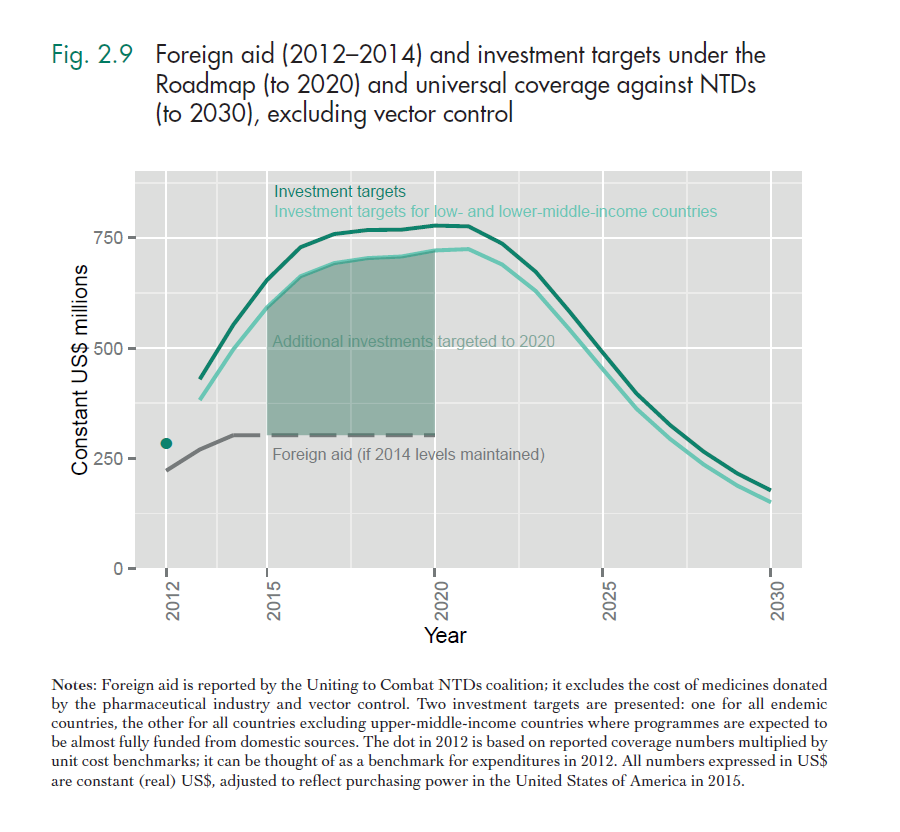 Fig. 2.9 Foreign aid (2012–2014) and investment targets under the
Roadmap (to 2020) and universal coverage against NTDs
(to 2030), excluding vector control
Investment targets
Investment targets for low- and lower-middle-income countries
750
500
250
0
Constant US$ millions
Additional investments targeted to 2020
Foreign aid (if 2014 levels maintained)
2012
2015
2020
2025
2030
Year
Notes: Foreign aid is reported by the Uniting to Combat NTDs coalition; it excludes the cost of medicines donated
by the pharmaceutical industry and vector control. Two investment targets are presented: one for all endemic
countries, the other for all countries excluding upper-middle-income countries where programmes are expected to
be almost fully funded from domestic sources. The dot in 2012 is based on reported coverage numbers multiplied by
unit cost benchmarks; it can be thought of as a benchmark for expenditures in 2012. All numbers expressed in US$
are constant (real) US$, adjusted to reflect purchasing power in the United States of America in 2015.